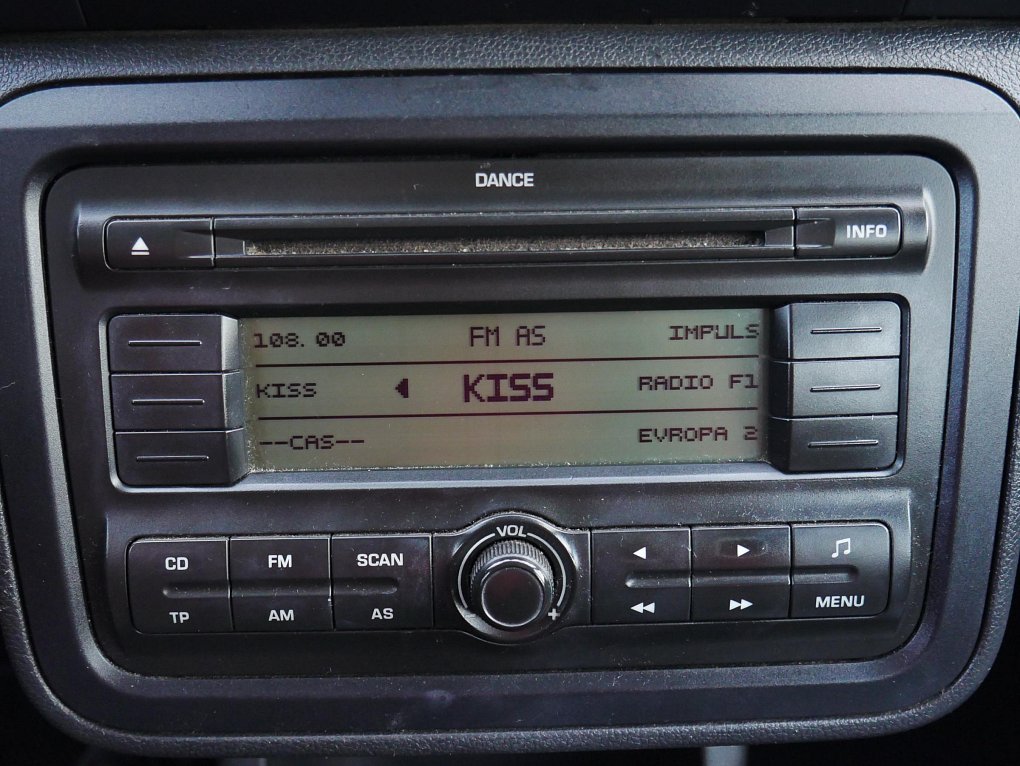 DANCE
INFO
108.00 FM AS IMPULS
KISS KISS RADIO F1
--CAS-- EVROPA 2
VOL
CD FM SCAN
TP AM AS
+
MENU